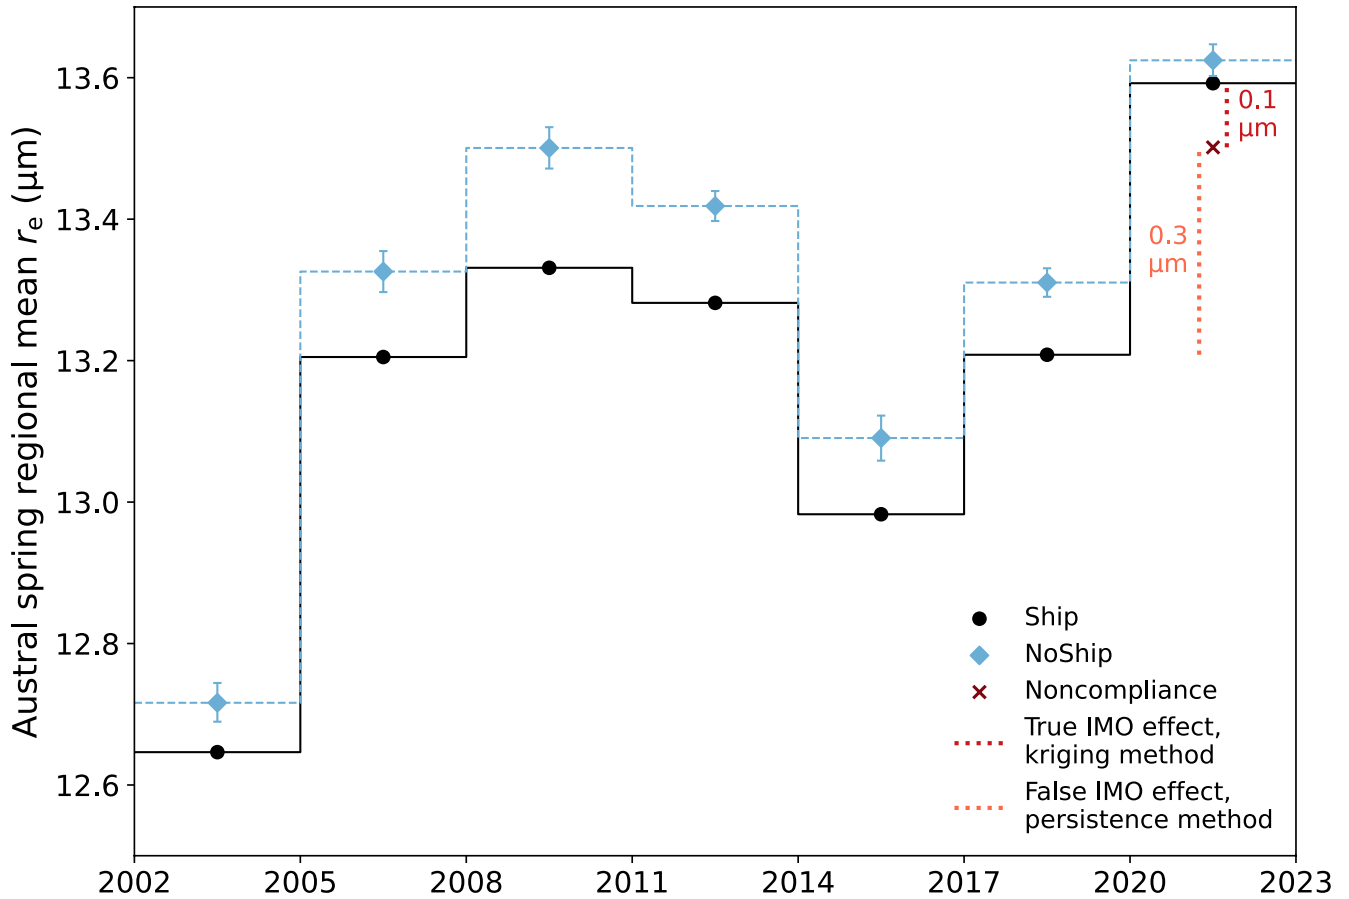 Austral spring regional mean rₑ (μm)
13.6
13.4
13.2
13.0
12.8
12.6
0.1
μm
0.3
μm
Ship
NoShip
Noncompliance
True IMO effect,
kriging method
False IMO effect,
persistence method
2002 2005 2008 2011 2014 2017 2020 2023